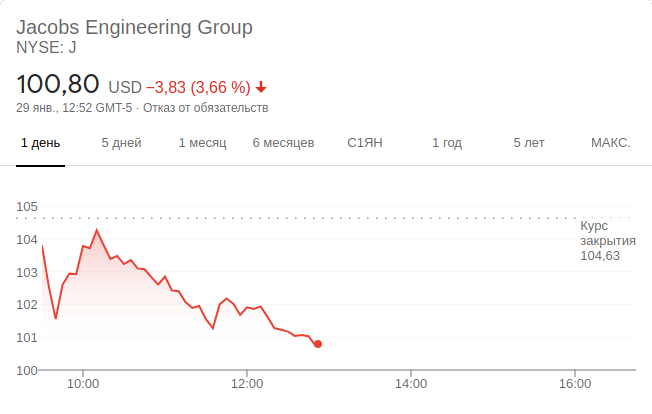 Jacobs Engineering Group
NYSE: J
100,80 USD −3,83 (3,66 %)
29 янв., 12:52 GMT-5 · Отказ от обязательств
1 день 5 дней 1 месяц 6 месяцев С1ЯН 1 год 5 лет МАКС.
105
Курс
104 закрытия
104,63
103
102
101
100
10:00 12:00 14:00 16:00